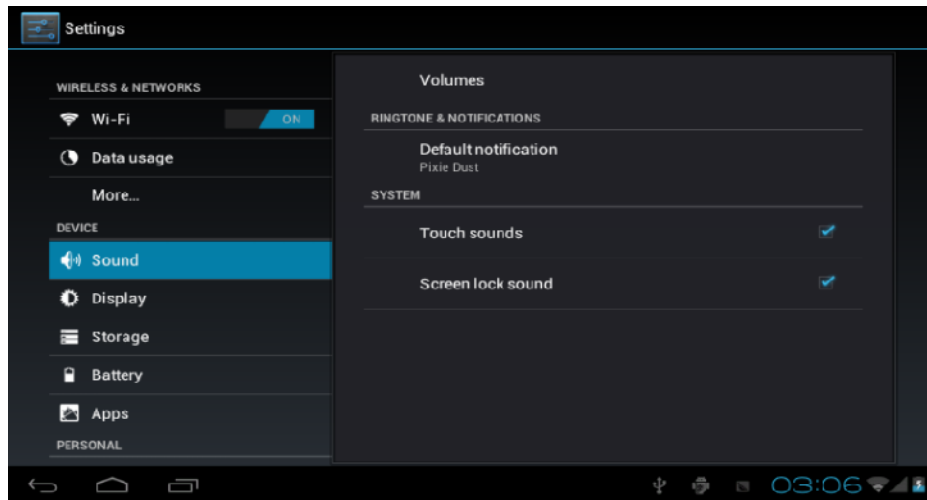 Settings
WIRELESS & NETWORKS
Wi-Fi ON
Data usage
More...
DEVICE
Sound
Display
Storage
Battery
Apps
PERSONAL
Volumes
RINGTONE & NOTIFICATIONS
Default notification
Pixie Dust
SYSTEM
Touch sounds
Screen lock sound
03:06